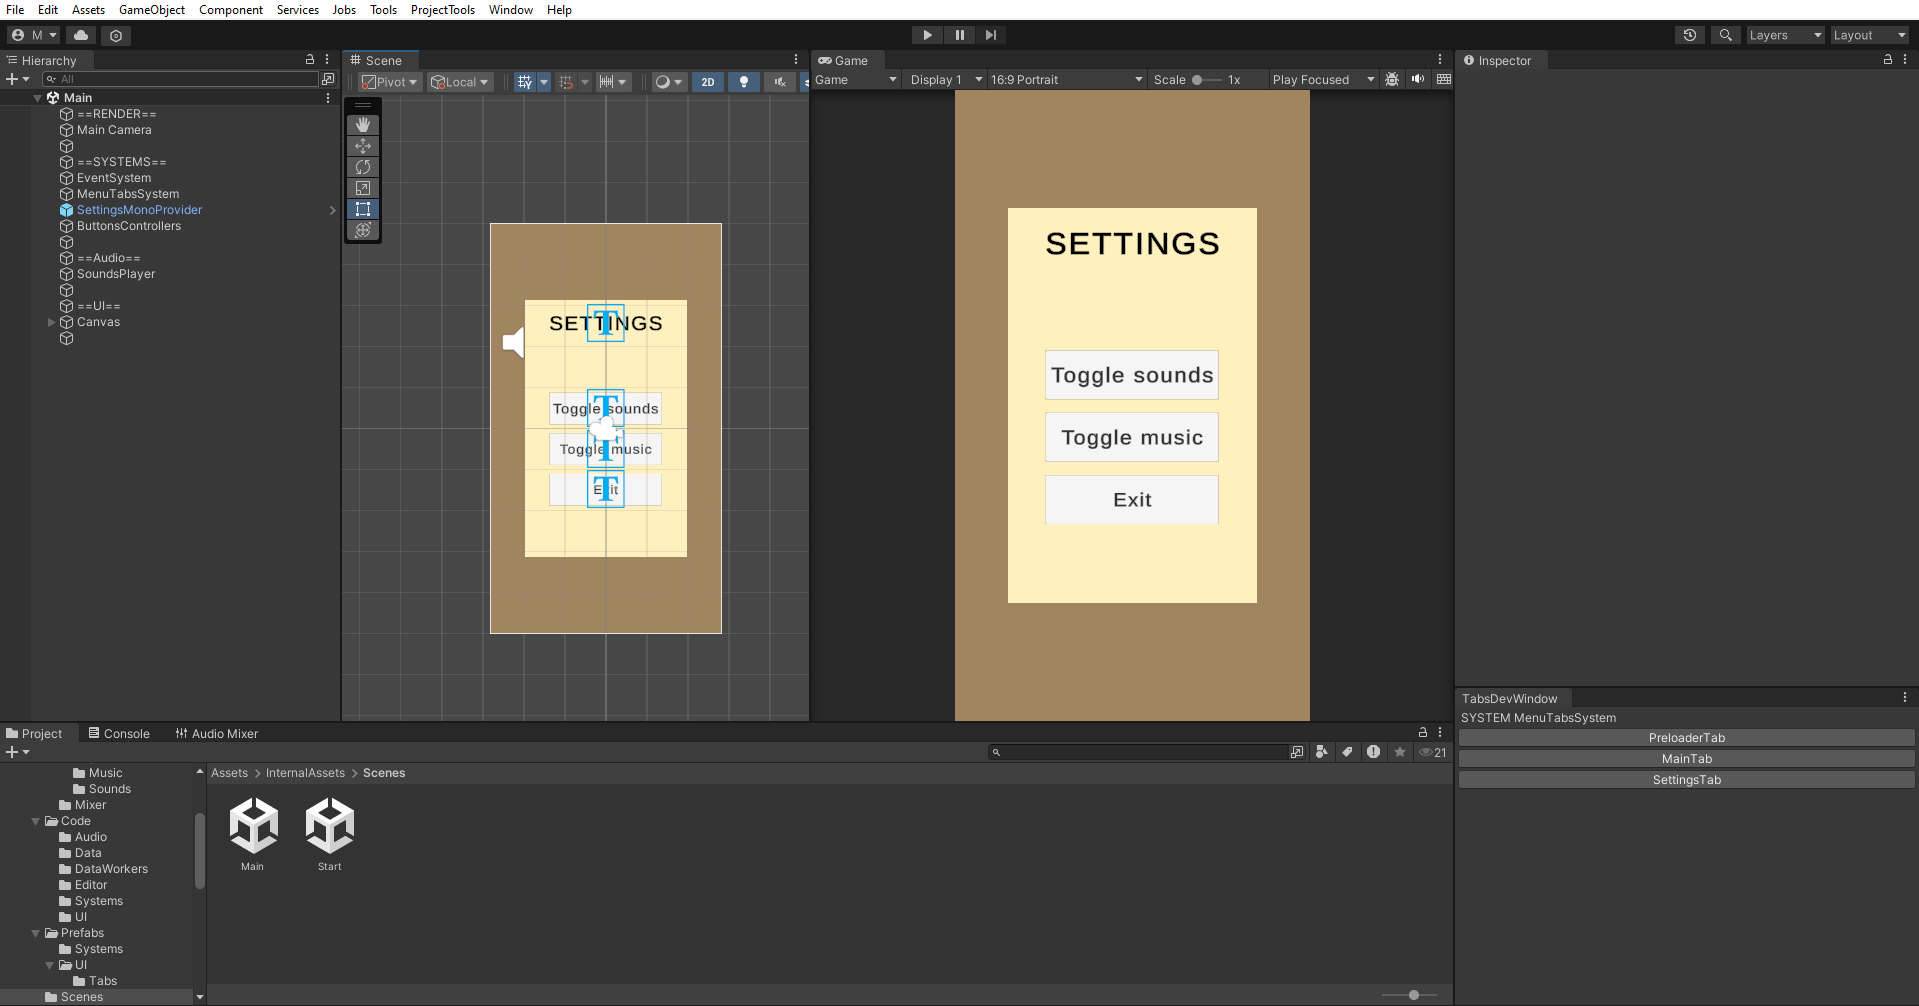 File Edit Assets GameObject Component Services Jobs Tools ProjectTools Window Help
M
Layers Layout
Hierarchy
All
Main
==RENDER==
Main Camera
==SYSTEMS==
EventSystem
MenuTabsSystem
SettingsMonoProvider
ButtonsControllers
==Audio==
SoundsPlayer
==UI==
Canvas
Scene
Pivot Local 2D
SETTINGS
Toggle sounds
Toggle music
Exit
Game
Game Display 1 16:9 Portrait Scale 1x Play Focused
SETTINGS
Toggle sounds
Toggle music
Exit
Inspector
TabsDevWindow
SYSTEM MenuTabsSystem
PreloaderTab
MainTab
SettingsTab
Project Console Audio Mixer
21
Music
Sounds
Mixer
Code
Audio
Data
DataWorkers
Editor
Systems
UI
Prefabs
Systems
UI
Tabs
Scenes
Assets > InternalAssets > Scenes
Main Start